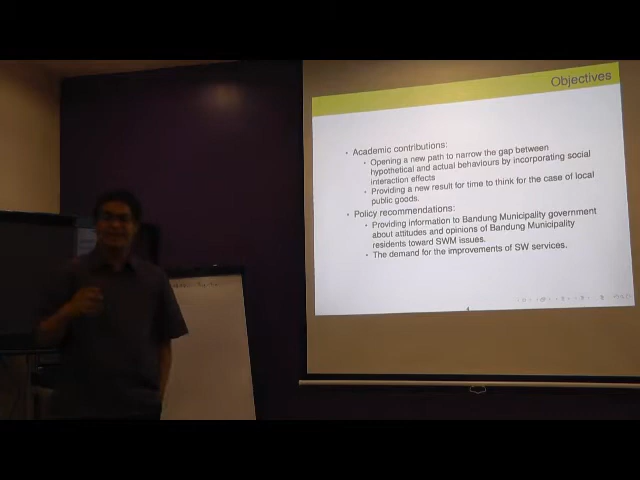 Objectives
Academic contributions:
Opening a new path to narrow the gap between
hypothetical and actual behaviours by incorporating social
interaction effects
Providing a new result for time to think for the case of local
public goods.
Policy recommendations:
Providing information to Bandung Municipality government
about attitudes and opinions of Bandung Municipality
residents toward SWM issues.
The demand for the improvements of SW services.